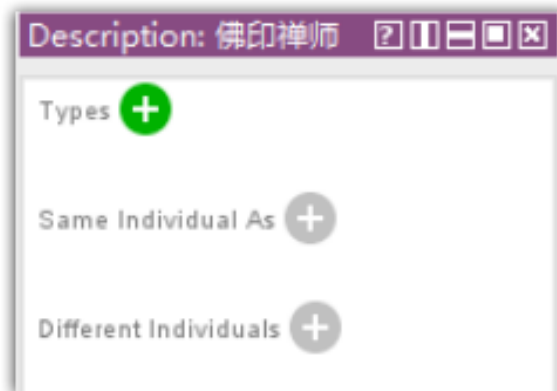 Description: 佛印禅师
Types
Same Individual As
Different Individuals